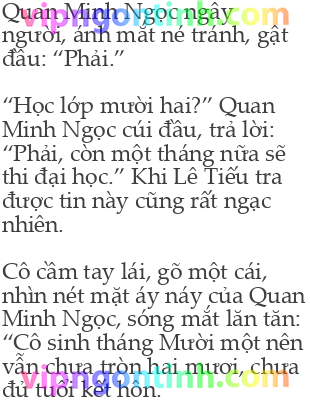 Quan Minh Ngọc ngây
người, ánh mắt né tránh, gật
đầu: “Phải.”
“Học lớp mười hai?” Quan
Minh Ngọc cúi đầu, trả lời:
“Phải, còn một tháng nữa sẽ
thi đại học.” Khi Lê Tiếu tra
được tin này cũng rất ngạc
nhiên.
Cô cầm tay lái, gõ một cái,
nhìn nét mặt áy náy của Quan
Minh Ngọc, sóng mắt lăn tăn:
“Cô sinh tháng Mười một nên
vẫn chưa tròn hai mươi, chưa
đủ tuổi kết hôn.
vipngontinh.com
vipngontinh.com